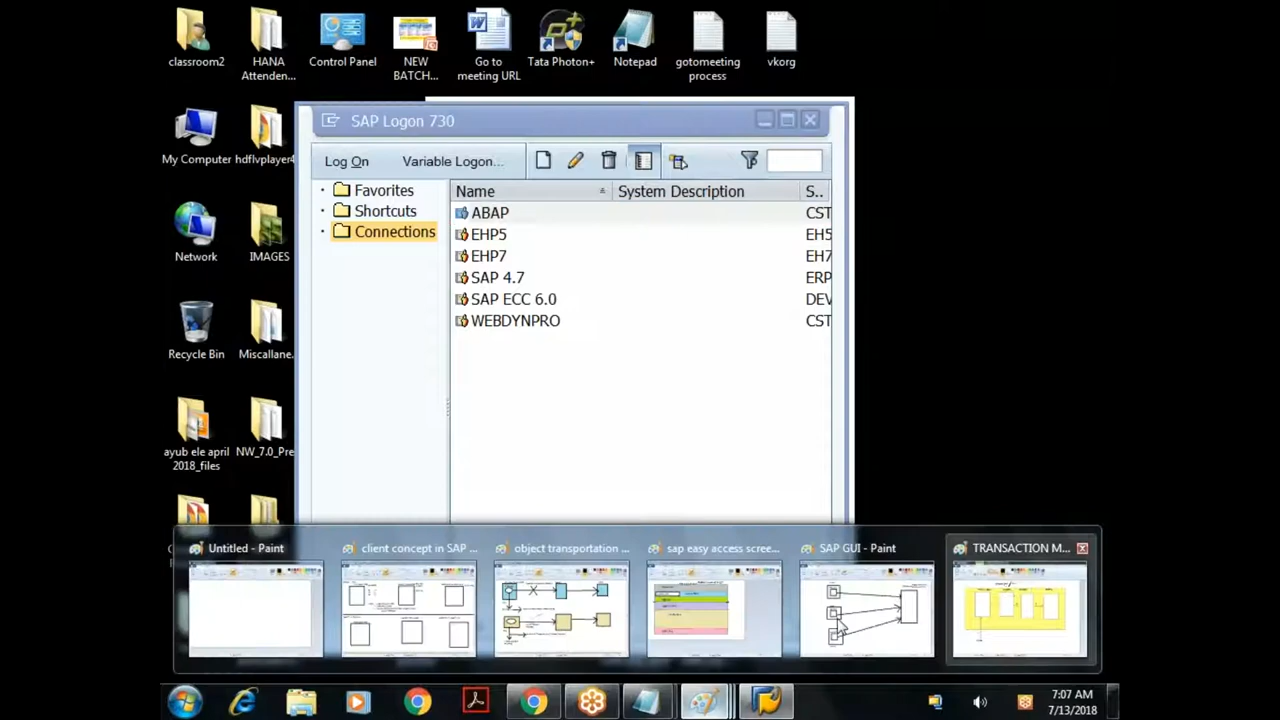 classroom2
HANA Attenden...
Control Panel
NEW BATCH...
Go to meeting URL
Tata Photon+
Notepad
gotomeeting process
vkorg
My Computer
hdflvplayer4
Network
IMAGES
Recycle Bin
Miscallane.
ayub ele april 2018_files
NW_7.0_Pre
SAP Logon 730
Log On
Variable Logon...
Favorites
Shortcuts
Connections
Name
System Description
S..
ABAP
CST
EHP5
EH5
EHP7
EH7
SAP 4.7
ERP
SAP ECC 6.0
DEV
WEBDYNPRO
CST
Untitled - Paint
client concept in SAP ...
object transportation ...
sap easy access scree...
SAP GUI - Paint
TRANSACTION M...
7:07 AM
7/13/2018